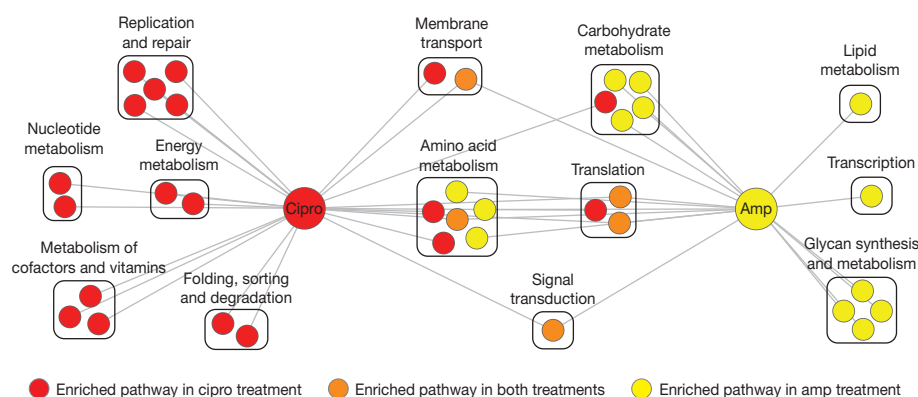 Replication
and repair
Membrane
transport
Carbohydrate
metabolism
Lipid
metabolism
Nucleotide
metabolism
Energy
metabolism
Amino acid
metabolism
Translation
Transcription
Cipro
Amp
Metabolism of
cofactors and vitamins
Folding, sorting
and degradation
Signal
transduction
Glycan synthesis
and metabolism
Enriched pathway in cipro treatment
Enriched pathway in both treatments
Enriched pathway in amp treatment